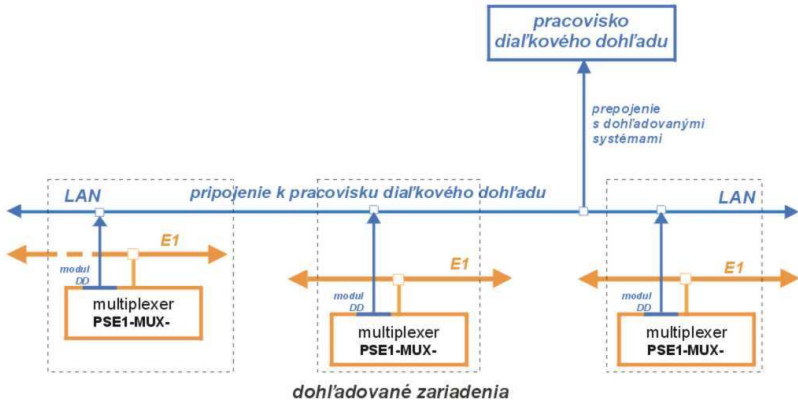 pracovisko
diaľkového dohľadu
prepojenie
s dohľadovanými
systémami
LAN
pripojenie k pracovisku diaľkového dohľadu
LAN
E1
modul
DD
multiplexer
PSE1-MUX-
E1
modul
DD
multiplexer
PSE1-MUX-
E1
modul
DD
multiplexer
PSE1-MUX-
dohľadované zariadenia